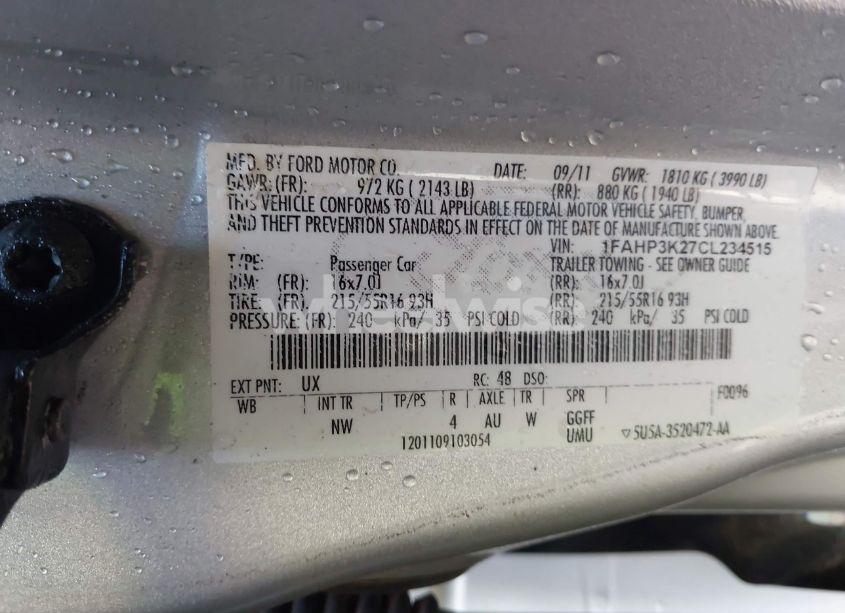 MFD. BY FORD MOTOR CO. DATE: 09/11 GVWR: 1810 KG ( 3990 LB)
GAWR: (FR): 972 KG ( 2143 LB) (RR): 880 KG ( 1940 LB)
THIS VEHICLE CONFORMS TO ALL APPLICABLE FEDERAL MOTOR VEHICLE SAFETY, BUMPER,
AND THEFT PREVENTION STANDARDS IN EFFECT ON THE DATE OF MANUFACTURE SHOWN ABOVE.
VIN: 1FAHP3K27CL234515
TYPE: Passenger Car TRAILER TOWING - SEE OWNER GUIDE
RIM: (FR): 16x7.0J (RR): 16x7.0J
TIRE: (FR): 215/55R16 93H (RR): 215/55R16 93H
PRESSURE: (FR): 240 kPa/ 35 PSI COLD (RR): 240 kPa/ 35 PSI COLD
EXT PNT: UX RC: 48 DSO:
WB INT TR TP/PS R AXLE TR SPR F0096
NW 4 AU W GGFF
UMU
1201109103054 5U5A-3520472-AA
wheelwise